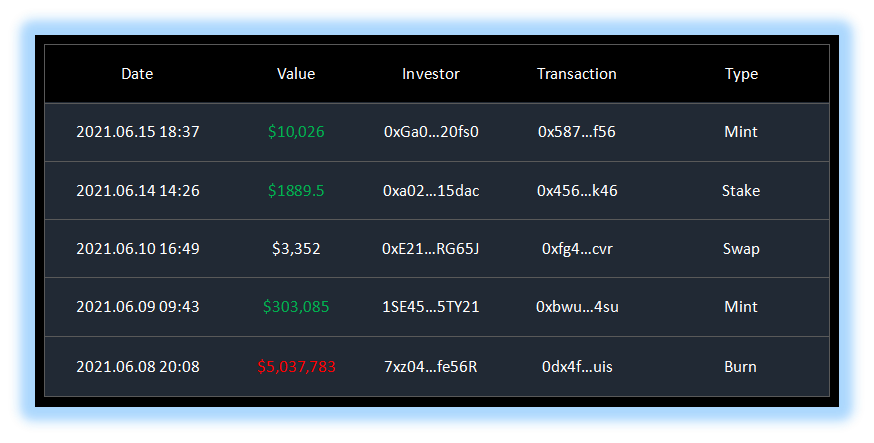 Date Value Investor Transaction Type
2021.06.15 18:37 $10,026 0xGa0...20fs0 0x587...f56 Mint
2021.06.14 14:26 $1889.5 0xa02...15dac 0x456...k46 Stake
2021.06.10 16:49 $3,352 0xE21...RG65J 0xfg4...cvr Swap
2021.06.09 09:43 $303,085 1SE45...5TY21 0xbwu...4su Mint
2021.06.08 20:08 $5,037,783 7xz04...fe56R 0dx4f...uis Burn